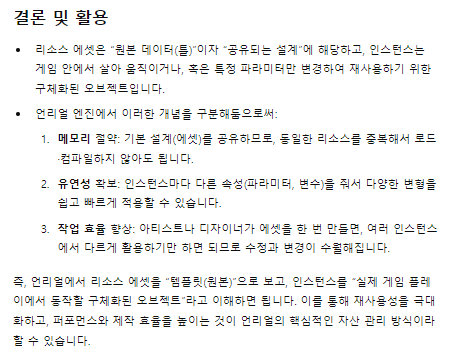 결론 및 활용
• 리소스 에셋은 “원본 데이터(틀)”이자 “공유되는 설계”에 해당하고, 인스턴스는
게임 안에서 살아 움직이거나, 혹은 특정 파라미터만 변경하여 재사용하기 위한
구체화된 오브젝트입니다.
• 언리얼 엔진에서 이러한 개념을 구분해둠으로써:
1. 메모리 절약: 기본 설계(에셋)를 공유하므로, 동일한 리소스를 중복해서 로드
·컴파일하지 않아도 됩니다.
2. 유연성 확보: 인스턴스마다 다른 속성(파라미터, 변수)을 줘서 다양한 변형을
쉽고 빠르게 적용할 수 있습니다.
3. 작업 효율 향상: 아티스트나 디자이너가 에셋을 한 번 만들면, 여러 인스턴스
에서 다르게 활용하기만 하면 되므로 수정과 변경이 수월해집니다.
즉, 언리얼에서 리소스 에셋을 “템플릿(원본)”으로 보고, 인스턴스를 “실제 게임 플레
이에서 동작할 구체화된 오브젝트”라고 이해하면 됩니다. 이를 통해 재사용성을 극대
화하고, 퍼포먼스와 제작 효율을 높이는 것이 언리얼의 핵심적인 자산 관리 방식이라
할 수 있습니다.